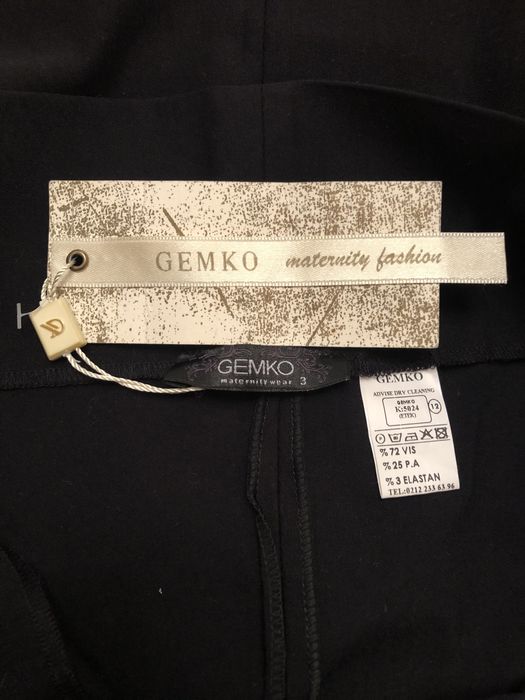 GEMKO maternity fashion
GEMKO
maternity wear 3
GEMKO
ADVISE DRY CLEANING
GEMKO
K:5024
(ETEK)
12
%72 VIS
%25 P.A
%3 ELASTAN
TEL:0212 233 63 96